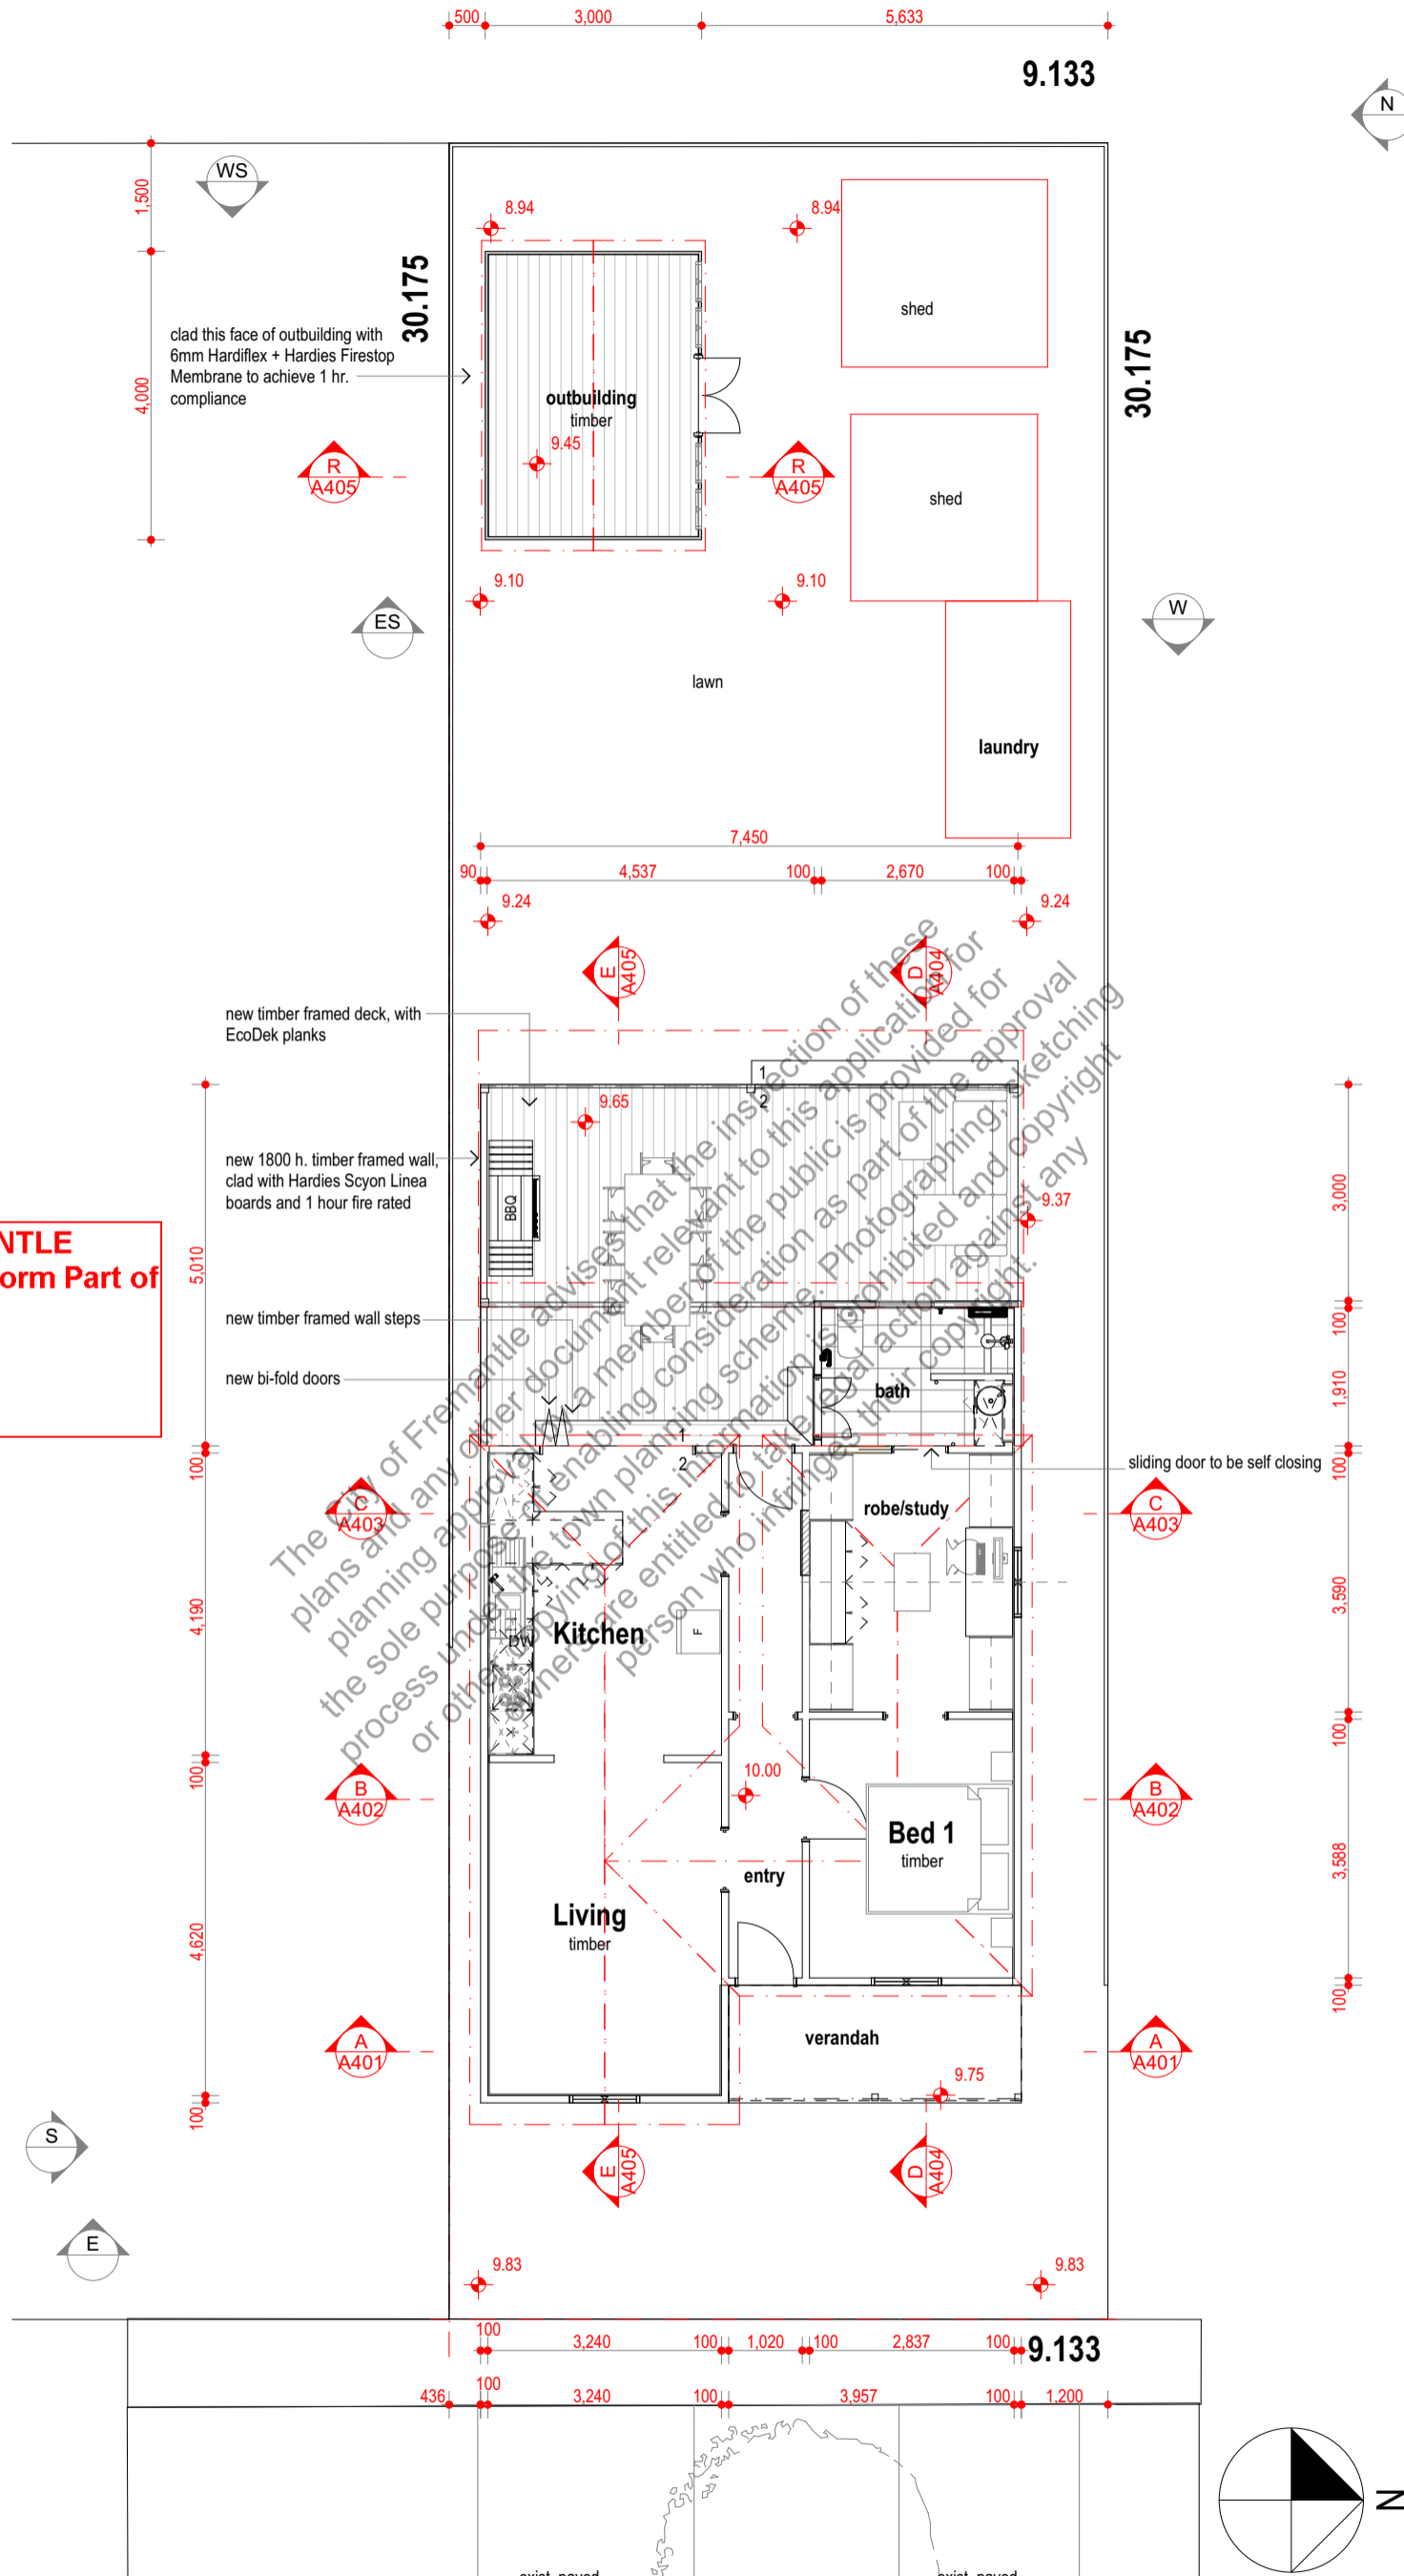 500
3,000
5,633
9.133
N
WS
1,500
8.94
8.94
30.175
shed
clad this face of outbuilding with
6mm Hardiflex + Hardies Firestop
Membrane to achieve 1 hr.
compliance
30.175
4,000
outbuilding
timber
9.45
R
A405
R
A405
shed
9.10
9.10
ES
W
lawn
laundry
7,450
90
4,537
100
2,670
100
9.24
9.24
E
A405
D
A404
new timber framed deck, with
EcoDek planks
1
2
9.65
new 1800 h. timber framed wall,
clad with Hardies Scyon Linea
boards and 1 hour fire rated
BBQ
9.37
3,000
NTLE
orm Part of
5,010
new timber framed wall steps
100
new bi-fold doors
bath
1,910
The City of Fremantle advises that the inspection of these
plans and any other document relevant to this application for
planning approval by a member of the public is provided for
the sole purpose of enabling consideration as part of the approval
process under the town planning scheme. Photographing, sketching
or other copying of this information is prohibited and copyright
owners are entitled to take legal action against any
person who infringes their copyright.
1
2
100
100
sliding door to be self closing
C
A403
robe/study
C
A403
4,190
3,590
DW
Kitchen
F
100
100
B
A402
10.00
B
A402
Bed 1
timber
3,588
entry
Living
timber
4,620
100
A
A401
verandah
A
A401
9.75
100
S
E
A405
D
A404
E
9.83
9.83
100
3,240
100
1,020
100
2,837
100
9.133
436
100
3,240
100
3,957
100
1,200
N
exist. paved
exist. paved